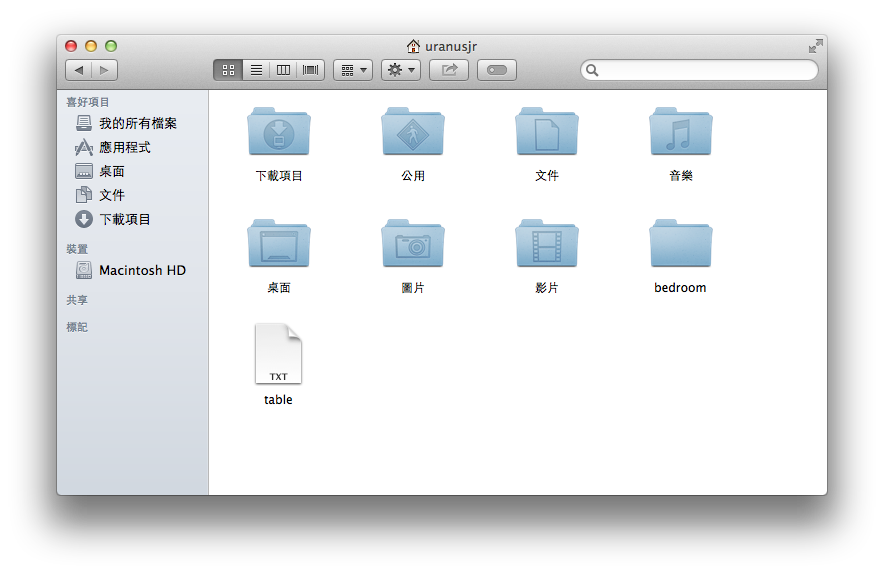 uranusjr
喜好項目
我的所有檔案
應用程式
桌面
文件
下載項目
裝置
Macintosh HD
共享
標記
下載項目
公用
文件
音樂
桌面
圖片
影片
bedroom
TXT
table